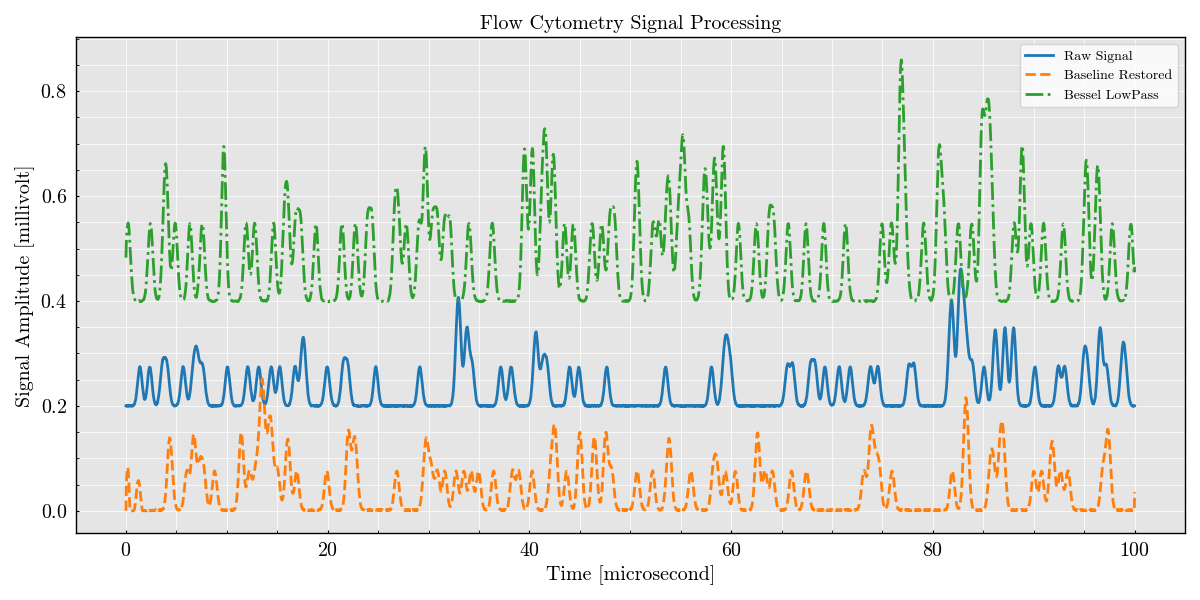 Flow Cytometry Signal Processing
Raw Signal
Baseline Restored
Bessel LowPass
Signal Amplitude [millivolt]
0.8
0.6
0.4
0.2
0.0
0 20 40 60 80 100
Time [microsecond]